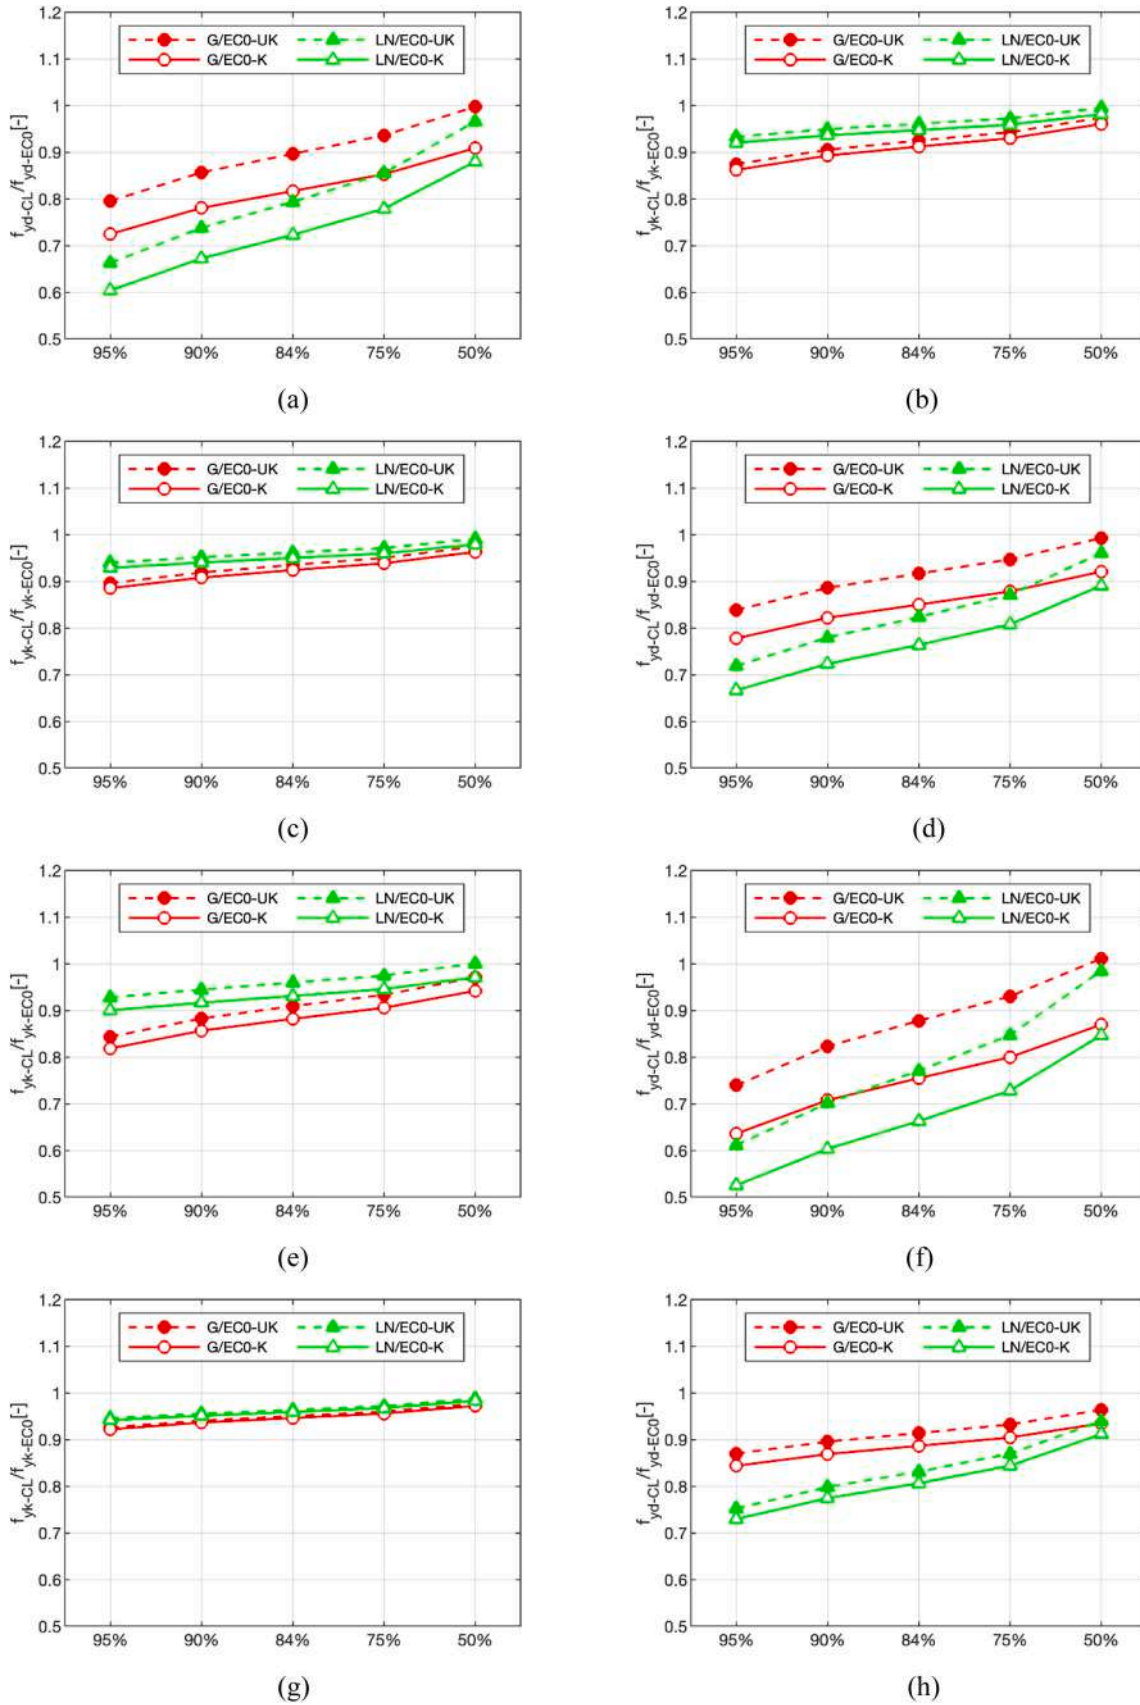 1.2
1.1
1
0.9
0.8
0.7
0.6
0.5
f_yd-CL/f_yd-EC0[-]
G/EC0-UK LN/EC0-UK
G/EC0-K LN/EC0-K
95% 90% 84% 75% 50%
(a)
1.2
1.1
1
0.9
0.8
0.7
0.6
0.5
f_yk-CL/f_yk-EC0[-]
G/EC0-UK LN/EC0-UK
G/EC0-K LN/EC0-K
95% 90% 84% 75% 50%
(b)
1.2
1.1
1
0.9
0.8
0.7
0.6
0.5
f_yk-CL/f_yk-EC0[-]
G/EC0-UK LN/EC0-UK
G/EC0-K LN/EC0-K
95% 90% 84% 75% 50%
(c)
1.2
1.1
1
0.9
0.8
0.7
0.6
0.5
f_yd-CL/f_yd-EC0[-]
G/EC0-UK LN/EC0-UK
G/EC0-K LN/EC0-K
95% 90% 84% 75% 50%
(d)
1.2
1.1
1
0.9
0.8
0.7
0.6
0.5
f_yk-CL/f_yk-EC0[-]
G/EC0-UK LN/EC0-UK
G/EC0-K LN/EC0-K
95% 90% 84% 75% 50%
(e)
1.2
1.1
1
0.9
0.8
0.7
0.6
0.5
f_yd-CL/f_yd-EC0[-]
G/EC0-UK LN/EC0-UK
G/EC0-K LN/EC0-K
95% 90% 84% 75% 50%
(f)
1.2
1.1
1
0.9
0.8
0.7
0.6
0.5
f_yk-CL/f_yk-EC0[-]
G/EC0-UK LN/EC0-UK
G/EC0-K LN/EC0-K
95% 90% 84% 75% 50%
(g)
1.2
1.1
1
0.9
0.8
0.7
0.6
0.5
f_yd-CL/f_yd-EC0[-]
G/EC0-UK LN/EC0-UK
G/EC0-K LN/EC0-K
95% 90% 84% 75% 50%
(h)